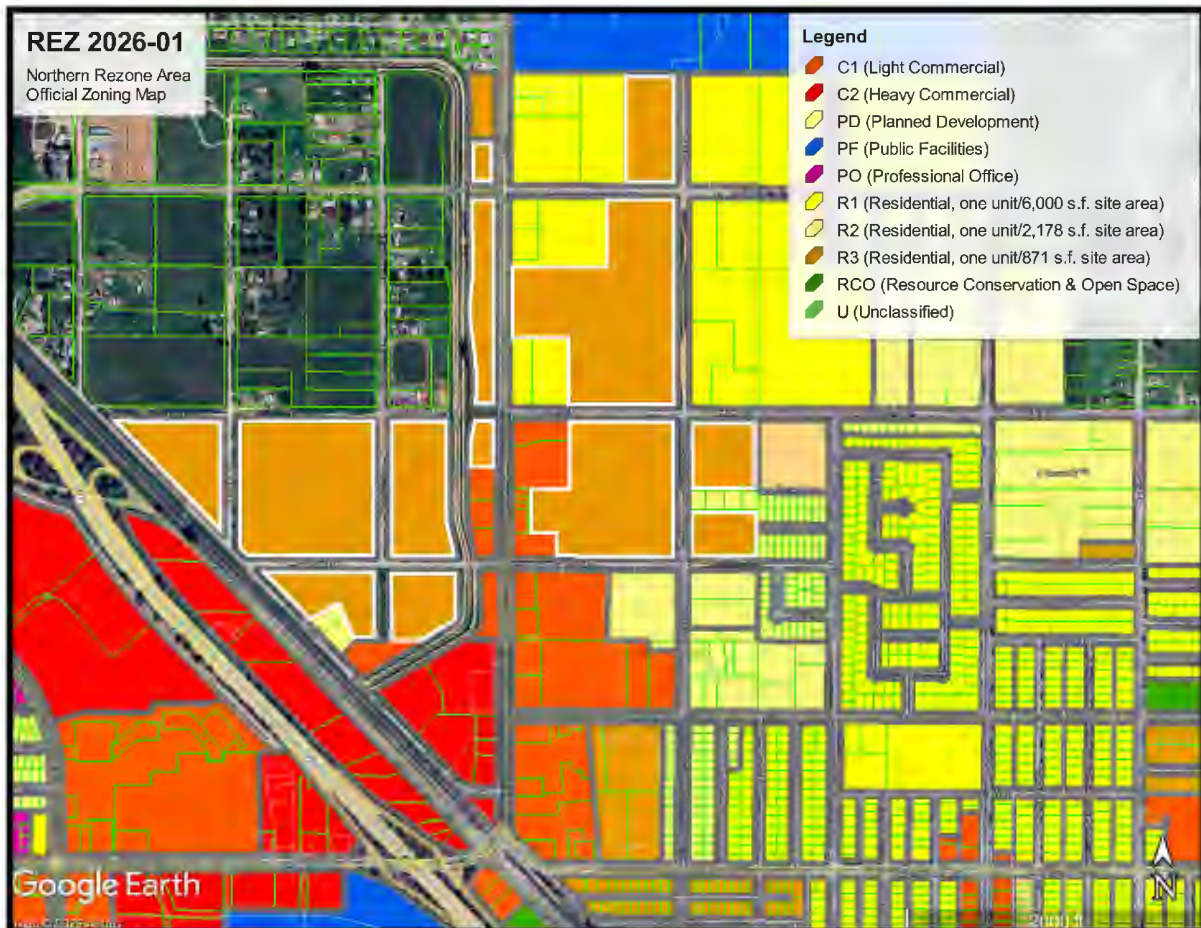 REZ 2026-01
Northern Rezone Area
Official Zoning Map
Legend
C1 (Light Commercial)
C2 (Heavy Commercial)
PD (Planned Development)
PF (Public Facilities)
PO (Professional Office)
R1 (Residential, one unit/6,000 s.f. site area)
R2 (Residential, one unit/2,178 s.f. site area)
R3 (Residential, one unit/871 s.f. site area)
RCO (Resource Conservation & Open Space)
U (Unclassified)
N
Google Earth
2000 ft